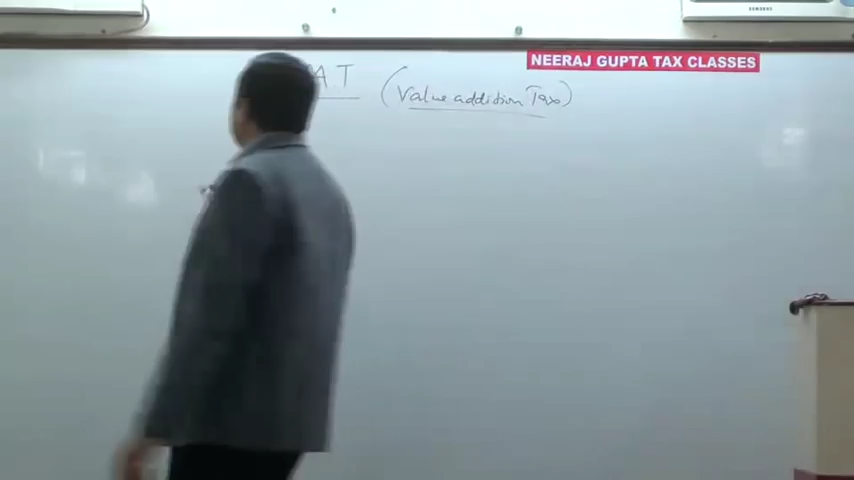 NEERAJ GUPTA TAX CLASSES
AT (Value addition Tax)